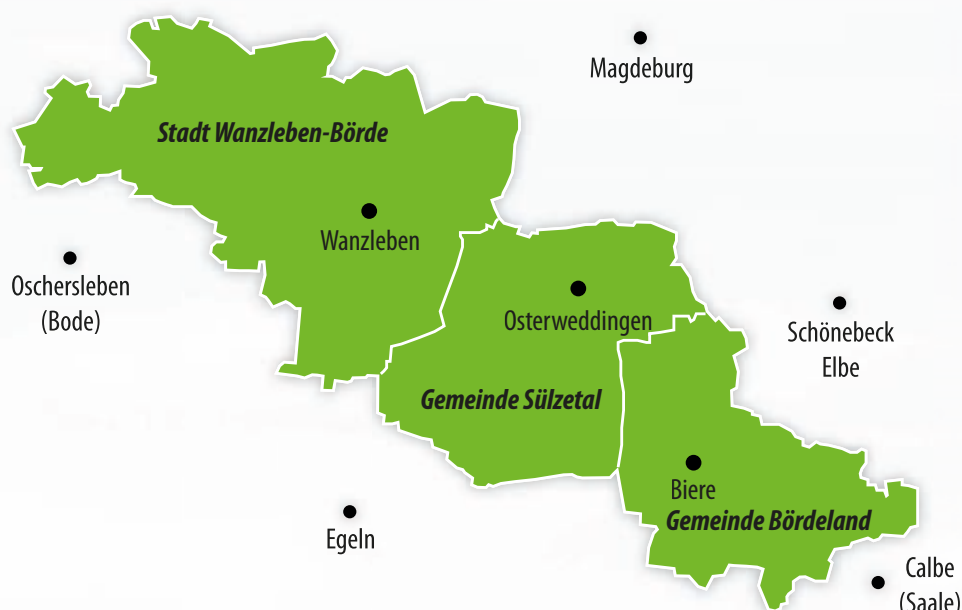 Magdeburg
Stadt Wanzleben-Börde
Wanzleben
Oschersleben
(Bode)
Osterweddingen
Schönebeck
Elbe
Gemeinde Sülzetal
Biere
Gemeinde Bördeland
Egeln
Calbe
(Saale)